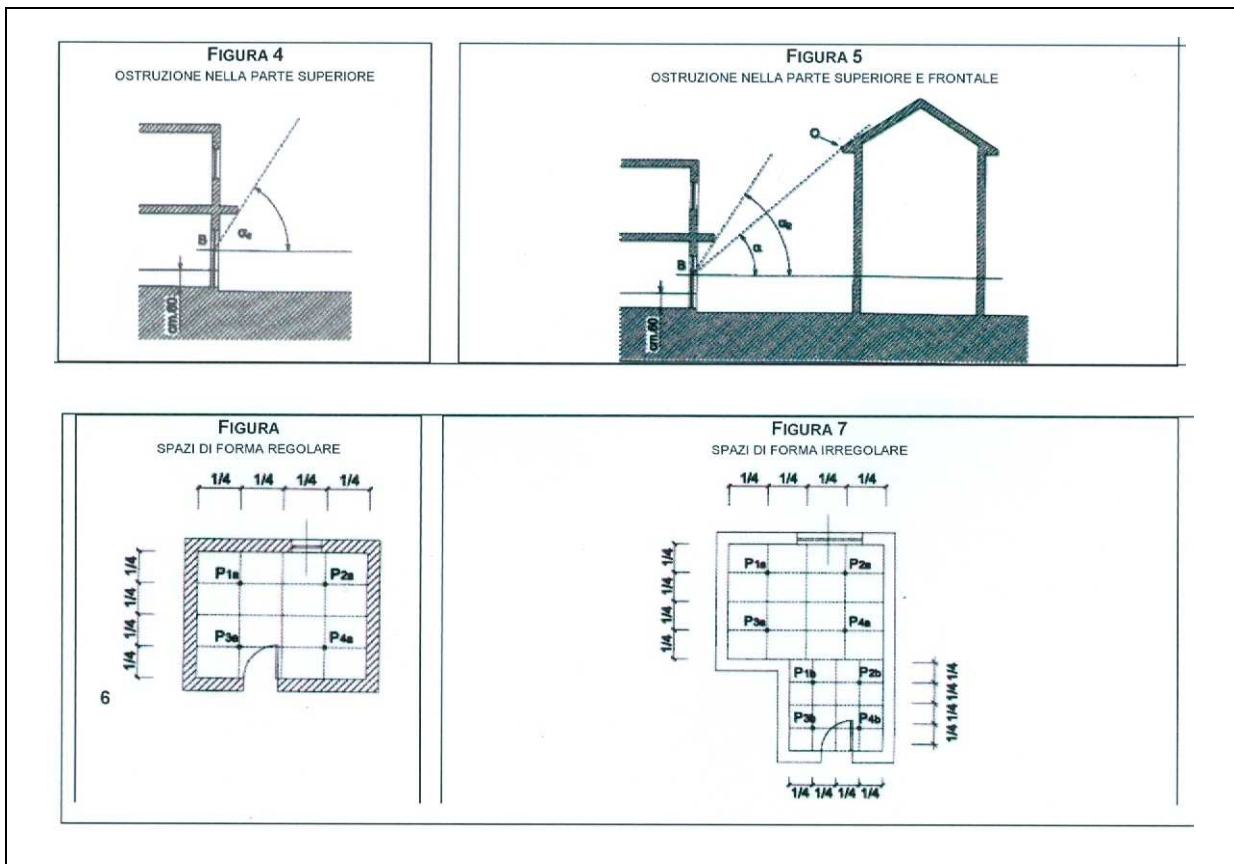 FIGURA 4
OSTRUZIONE NELLA PARTE SUPERIORE
B
α₂
cm.60
FIGURA 5
OSTRUZIONE NELLA PARTE SUPERIORE E FRONTALE
O
B
α₂
α
cm.60
FIGURA
SPAZI DI FORMA REGOLARE
1/4 1/4 1/4 1/4
1/4 1/4 1/4 1/4
P1a P2a
P3a P4a
6
FIGURA 7
SPAZI DI FORMA IRREGOLARE
1/4 1/4 1/4 1/4
1/4 1/4 1/4 1/4
P1a P2a
P3a P4a
P1b P2b
P3b P4b
1/4 1/4 1/4 1/4
1/4 1/4 1/4 1/4